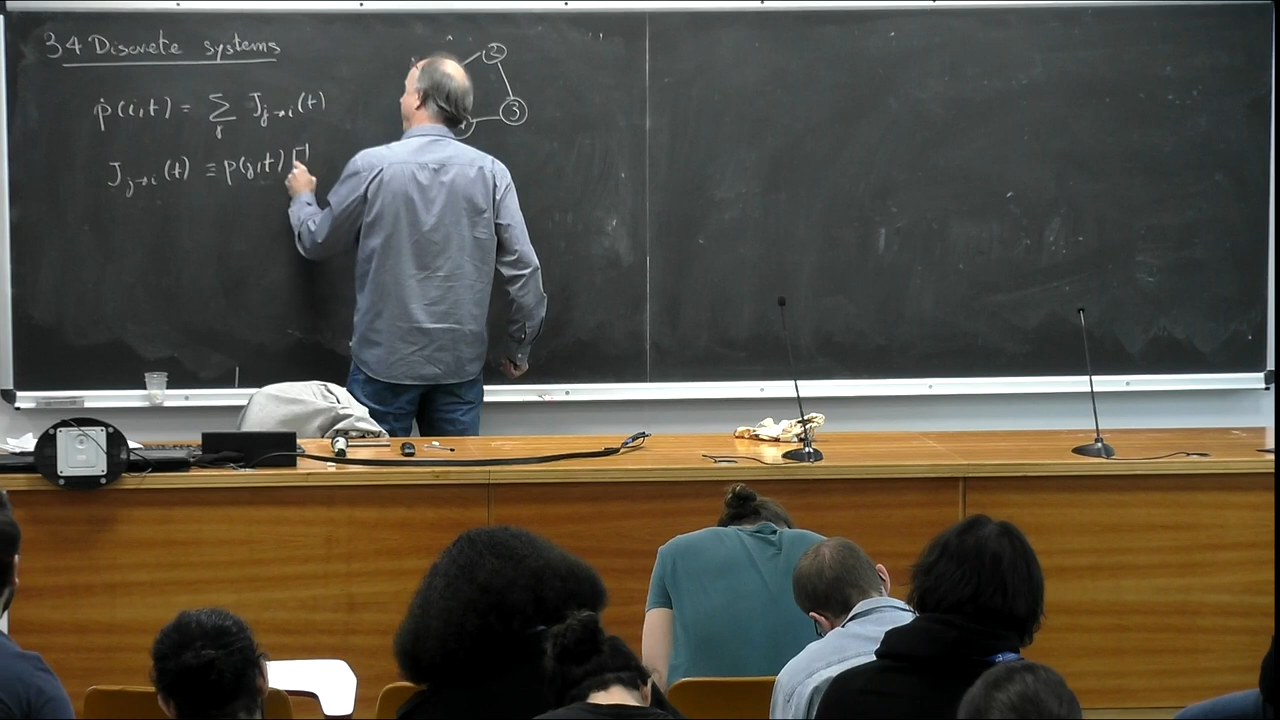 3.4 Discrete systems
ṗ(i,t) = Σ_j J_{j→i}(t)
J_{j→i}(t) ≡ p(j,t) Γ
2
3